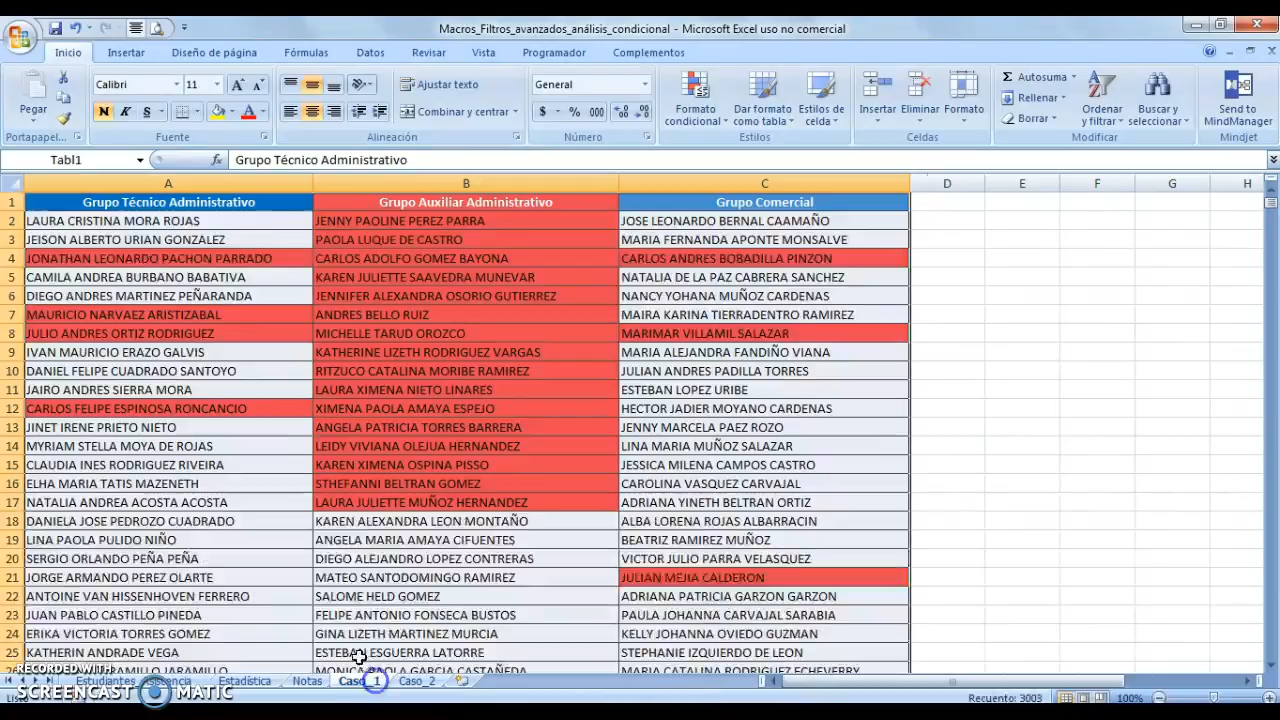 Macros_Filtros_avanzados_análisis_condicional - Microsoft Excel uso no comercial
Inicio Insertar Diseño de página Fórmulas Datos Revisar Vista Programador Complementos
Calibri 11 Ajustar texto General Autosuma
Pegar Formato condicional Dar formato como tabla Estilos de celda Insertar Eliminar Formato Rellenar Ordenar y filtrar Buscar y seleccionar Send to MindManager
N K S Combinar y centrar $ % 000 Borrar
Portapapel... Fuente Alineación Número Estilos Celdas Modificar Mindjet
Tabl1 fx Grupo Técnico Administrativo
A B C D E F G H
1 Grupo Técnico Administrativo Grupo Auxiliar Administrativo Grupo Comercial
2 LAURA CRISTINA MORA ROJAS JENNY PAOLINE PEREZ PARRA JOSE LEONARDO BERNAL CAAMAÑO
3 JEISON ALBERTO URIAN GONZALEZ PAOLA LUQUE DE CASTRO MARIA FERNANDA APONTE MONSALVE
4 JONATHAN LEONARDO PACHON PARRADO CARLOS ADOLFO GOMEZ BAYONA CARLOS ANDRES BOBADILLA PINZON
5 CAMILA ANDREA BURBANO BABATIVA KAREN JULIETTE SAAVEDRA MUNEVAR NATALIA DE LA PAZ CABRERA SANCHEZ
6 DIEGO ANDRES MARTINEZ PEÑARANDA JENNIFER ALEXANDRA OSORIO GUTIERREZ NANCY YOHANA MUÑOZ CARDENAS
7 MAURICIO NARVAEZ ARISTIZABAL ANDRES BELLO RUIZ MAIRA KARINA TIERRADENTRO RAMIREZ
8 JULIO ANDRES ORTIZ RODRIGUEZ MICHELLE TARUD OROZCO MARIMAR VILLAMIL SALAZAR
9 IVAN MAURICIO ERAZO GALVIS KATHERINE LIZETH RODRIGUEZ VARGAS MARIA ALEJANDRA FANDIÑO VIANA
10 DANIEL FELIPE CUADRADO SANTOYO RITZUCO CATALINA MORIBE RAMIREZ JULIAN ANDRES PADILLA TORRES
11 JAIRO ANDRES SIERRA MORA LAURA XIMENA NIETO LINARES ESTEBAN LOPEZ URIBE
12 CARLOS FELIPE ESPINOSA RONCANCIO XIMENA PAOLA AMAYA ESPEJO HECTOR JADIER MOYANO CARDENAS
13 JINET IRENE PRIETO NIETO ANGELA PATRICIA TORRES BARRERA JENNY MARCELA PAEZ ROZO
14 MYRIAM STELLA MOYA DE ROJAS LEIDY VIVIANA OLEJUA HERNANDEZ LINA MARIA MUÑOZ SALAZAR
15 CLAUDIA INES RODRIGUEZ RIVEIRA KAREN XIMENA OSPINA PISSO JESSICA MILENA CAMPOS CASTRO
16 ELHA MARIA TATIS MAZENETH STHEFANNI BELTRAN GOMEZ CAROLINA VASQUEZ CARVAJAL
17 NATALIA ANDREA ACOSTA ACOSTA LAURA JULIETTE MUÑOZ HERNANDEZ ADRIANA YINETH BELTRAN ORTIZ
18 DANIELA JOSE PEDROZO CUADRADO KAREN ALEXANDRA LEON MONTAÑO ALBA LORENA ROJAS ALBARRACIN
19 LINA PAOLA PULIDO NIÑO ANGELA MARIA AMAYA CIFUENTES BEATRIZ RAMIREZ MUÑOZ
20 SERGIO ORLANDO PEÑA PEÑA DIEGO ALEJANDRO LOPEZ CONTRERAS VICTOR JULIO PARRA VELASQUEZ
21 JORGE ARMANDO PEREZ OLARTE MATEO SANTODOMINGO RAMIREZ JULIAN MEJIA CALDERON
22 ANTOINE VAN HISSENHOVEN FERRERO SALOME HELD GOMEZ ADRIANA PATRICIA GARZON GARZON
23 JUAN PABLO CASTILLO PINEDA FELIPE ANTONIO FONSECA BUSTOS PAULA JOHANNA CARVAJAL SARABIA
24 ERIKA VICTORIA TORRES GOMEZ GINA LIZETH MARTINEZ MURCIA KELLY JOHANNA OVIEDO GUZMAN
25 KATHERIN ANDRADE VEGA ESTEBAN ESGUERRA LATORRE STEPHANIE IZQUIERDO DE LEON
JARAMILLO JARAMILLO MONICA PAOLA GARCIA CASTAÑEDA MARIA CATALINA RODRIGUEZ ECHEVERRY
RECORDED WITH
Estudiantes Asistencia Estadística Notas Caso_1 Caso_2
SCREENCAST MATIC
Listo Recuento: 3003 100%